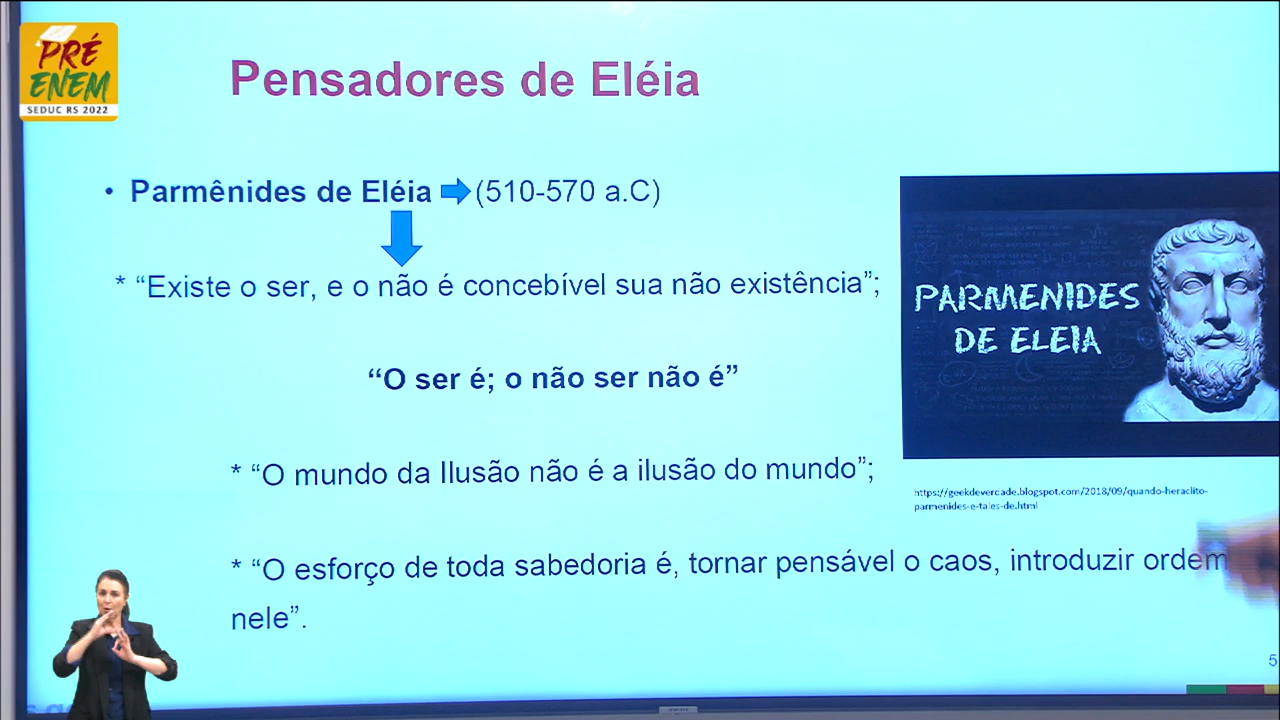 PRÉ
ENEM
SEDUC RS 2022
Pensadores de Eléia
• Parmênides de Eléia (510-570 a.C)
* “Existe o ser, e o não é concebível sua não existência”;
“O ser é; o não ser não é”
* “O mundo da Ilusão não é a ilusão do mundo”;
* “O esforço de toda sabedoria é, tornar pensável o caos, introduzir ordem
nele”.
PARMENIDES
DE ELEIA
https://geekdevercade.blogspot.com/2018/09/quando-heraclito-
parmenides-e-tales-de.html
5